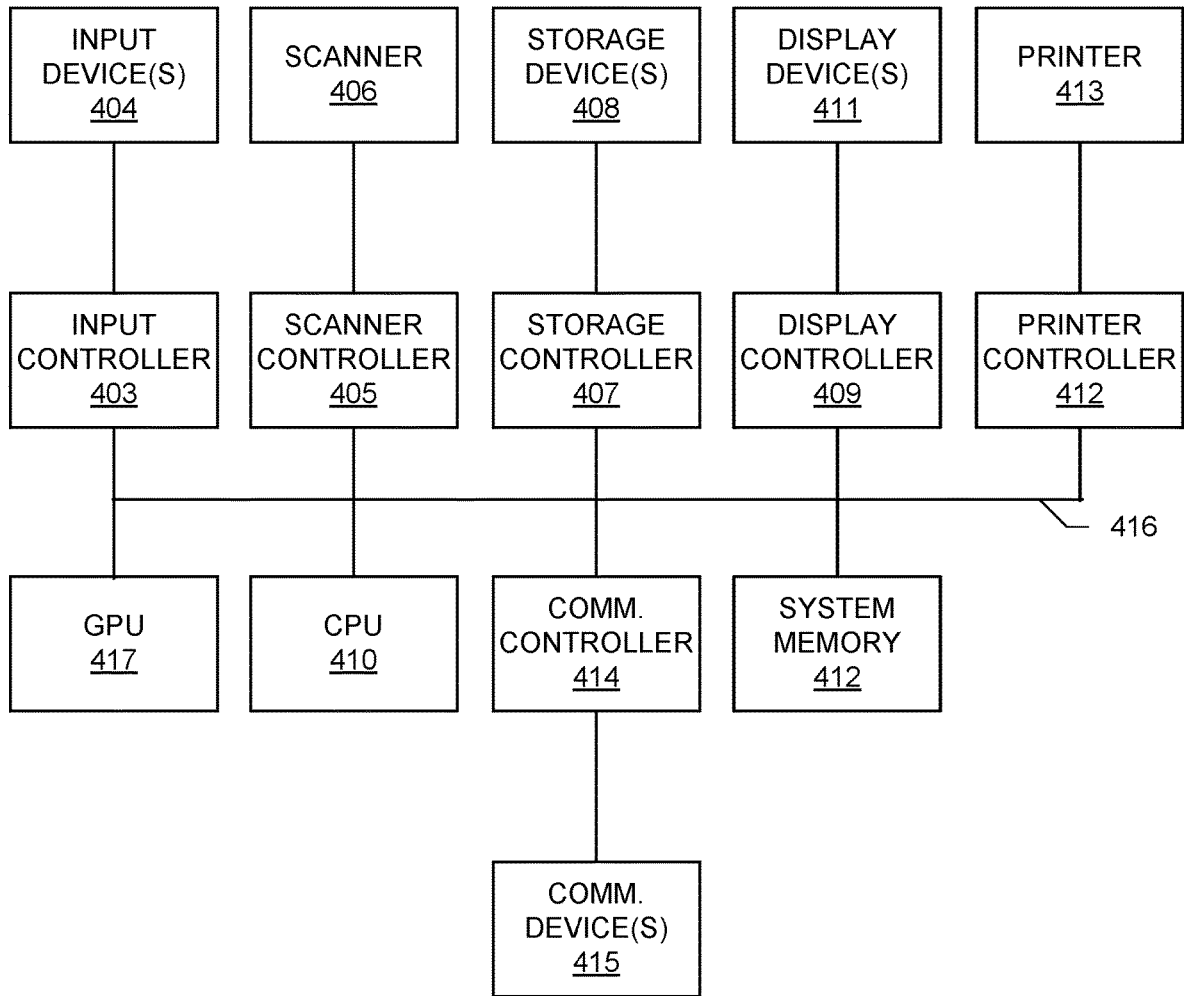 INPUT
DEVICE(S)
404
SCANNER
406
STORAGE
DEVICE(S)
408
DISPLAY
DEVICE(S)
411
PRINTER
413
INPUT
CONTROLLER
403
SCANNER
CONTROLLER
405
STORAGE
CONTROLLER
407
DISPLAY
CONTROLLER
409
PRINTER
CONTROLLER
412
416
GPU
417
CPU
410
COMM.
CONTROLLER
414
SYSTEM
MEMORY
412
COMM.
DEVICE(S)
415